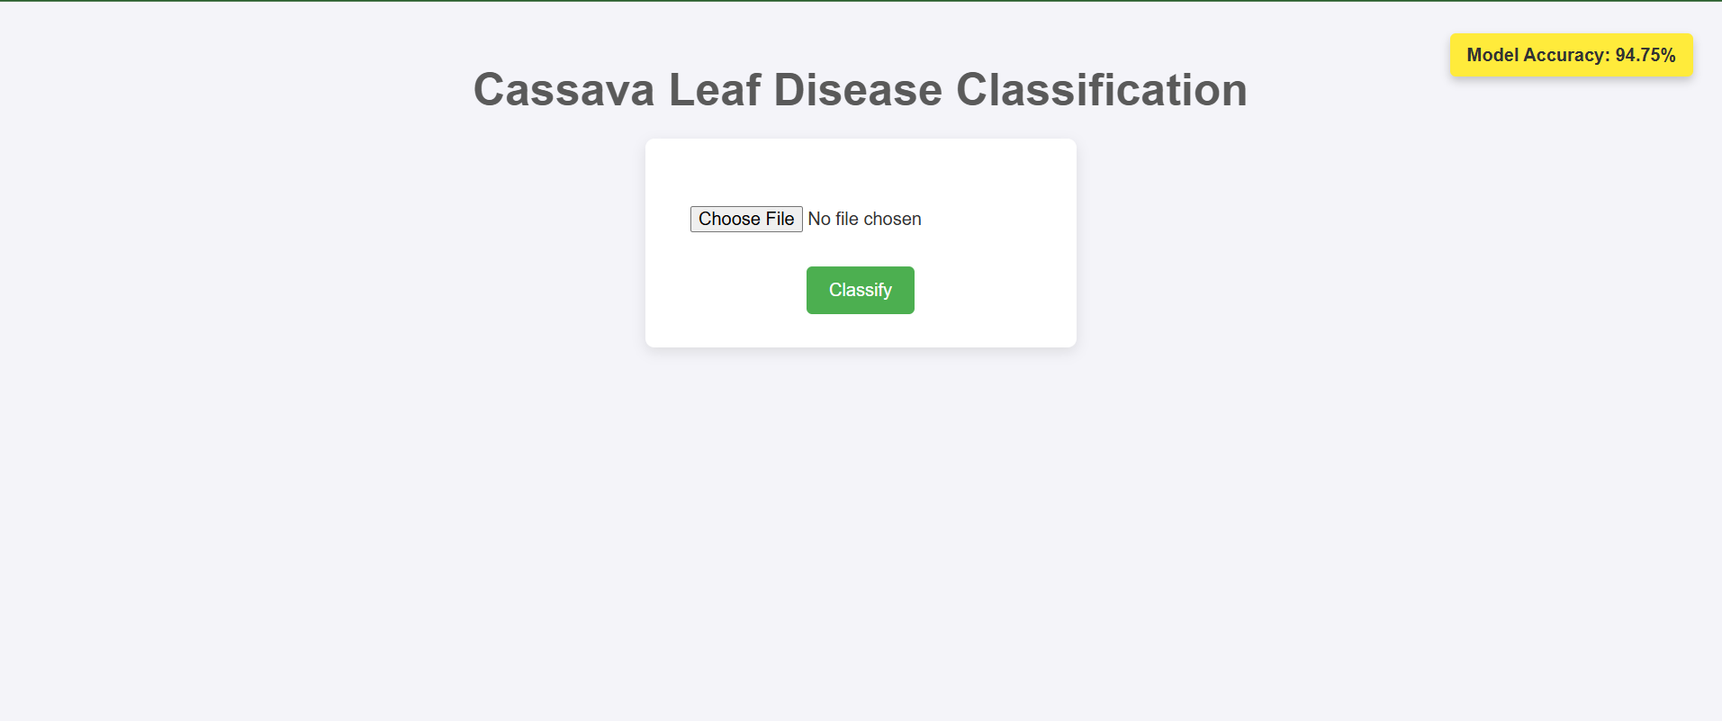 Model Accuracy: 94.75%
Cassava Leaf Disease Classification
Choose File No file chosen
Classify